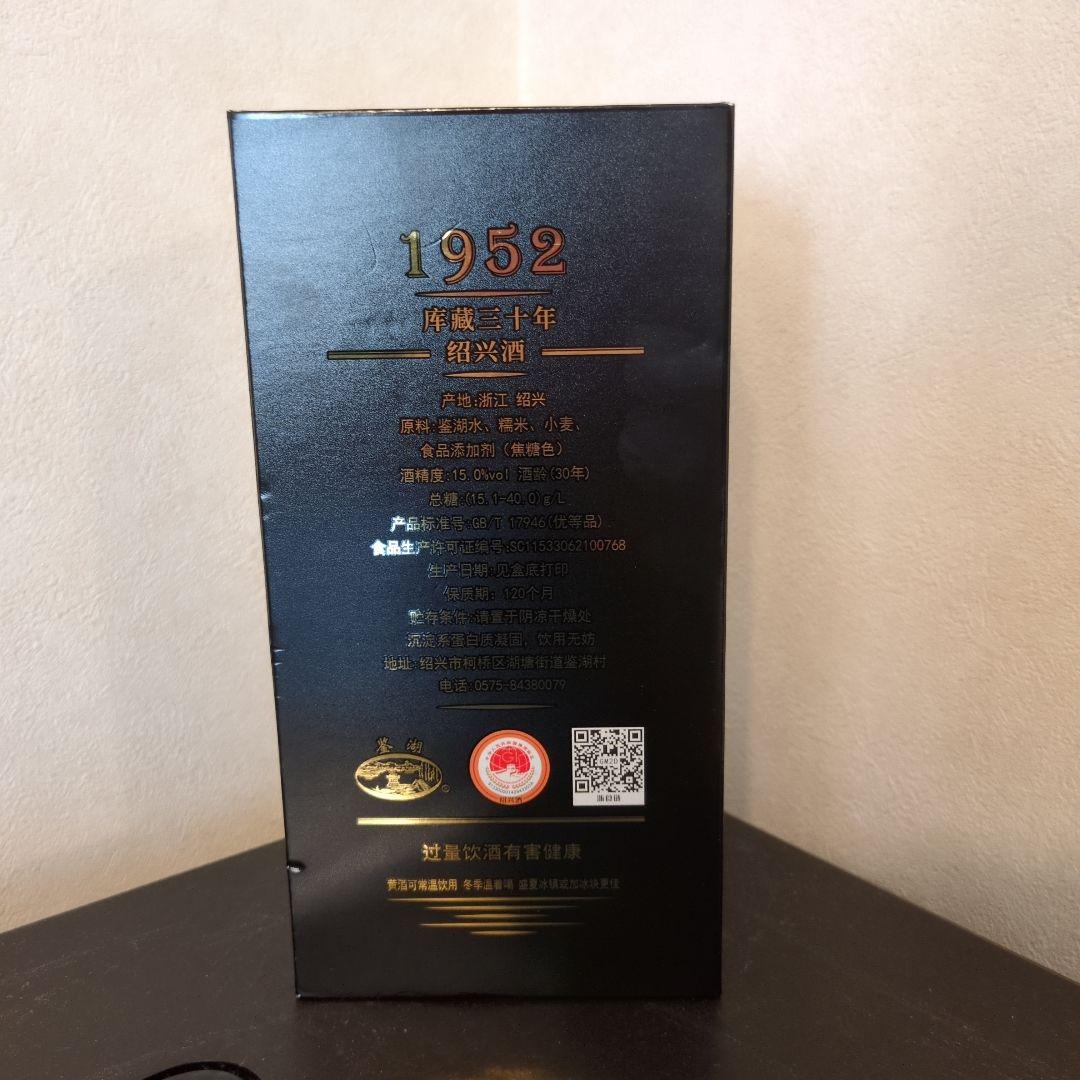 1952
库藏三十年
绍兴酒
产地:浙江 绍兴
原料:鉴湖水、糯米、小麦、
食品添加剂（焦糖色）
酒精度:15.0%vol 酒龄(30年)
总糖:(15.1-40.0)g/L
产品标准号:GB/T 17946(优等品)
食品生产许可证编号:SC11533062100768
生产日期:见盒底打印
保质期: 120个月
贮存条件:请置于阴凉干燥处
沉淀系蛋白质凝固，饮用无妨
地址:绍兴市柯桥区湖塘街道鉴湖村
电话:0575-84380079
鉴湖
绍兴酒
GM2D
浙食链
过量饮酒有害健康
黄酒可常温饮用 冬季温着喝 盛夏冰镇或加冰块更佳